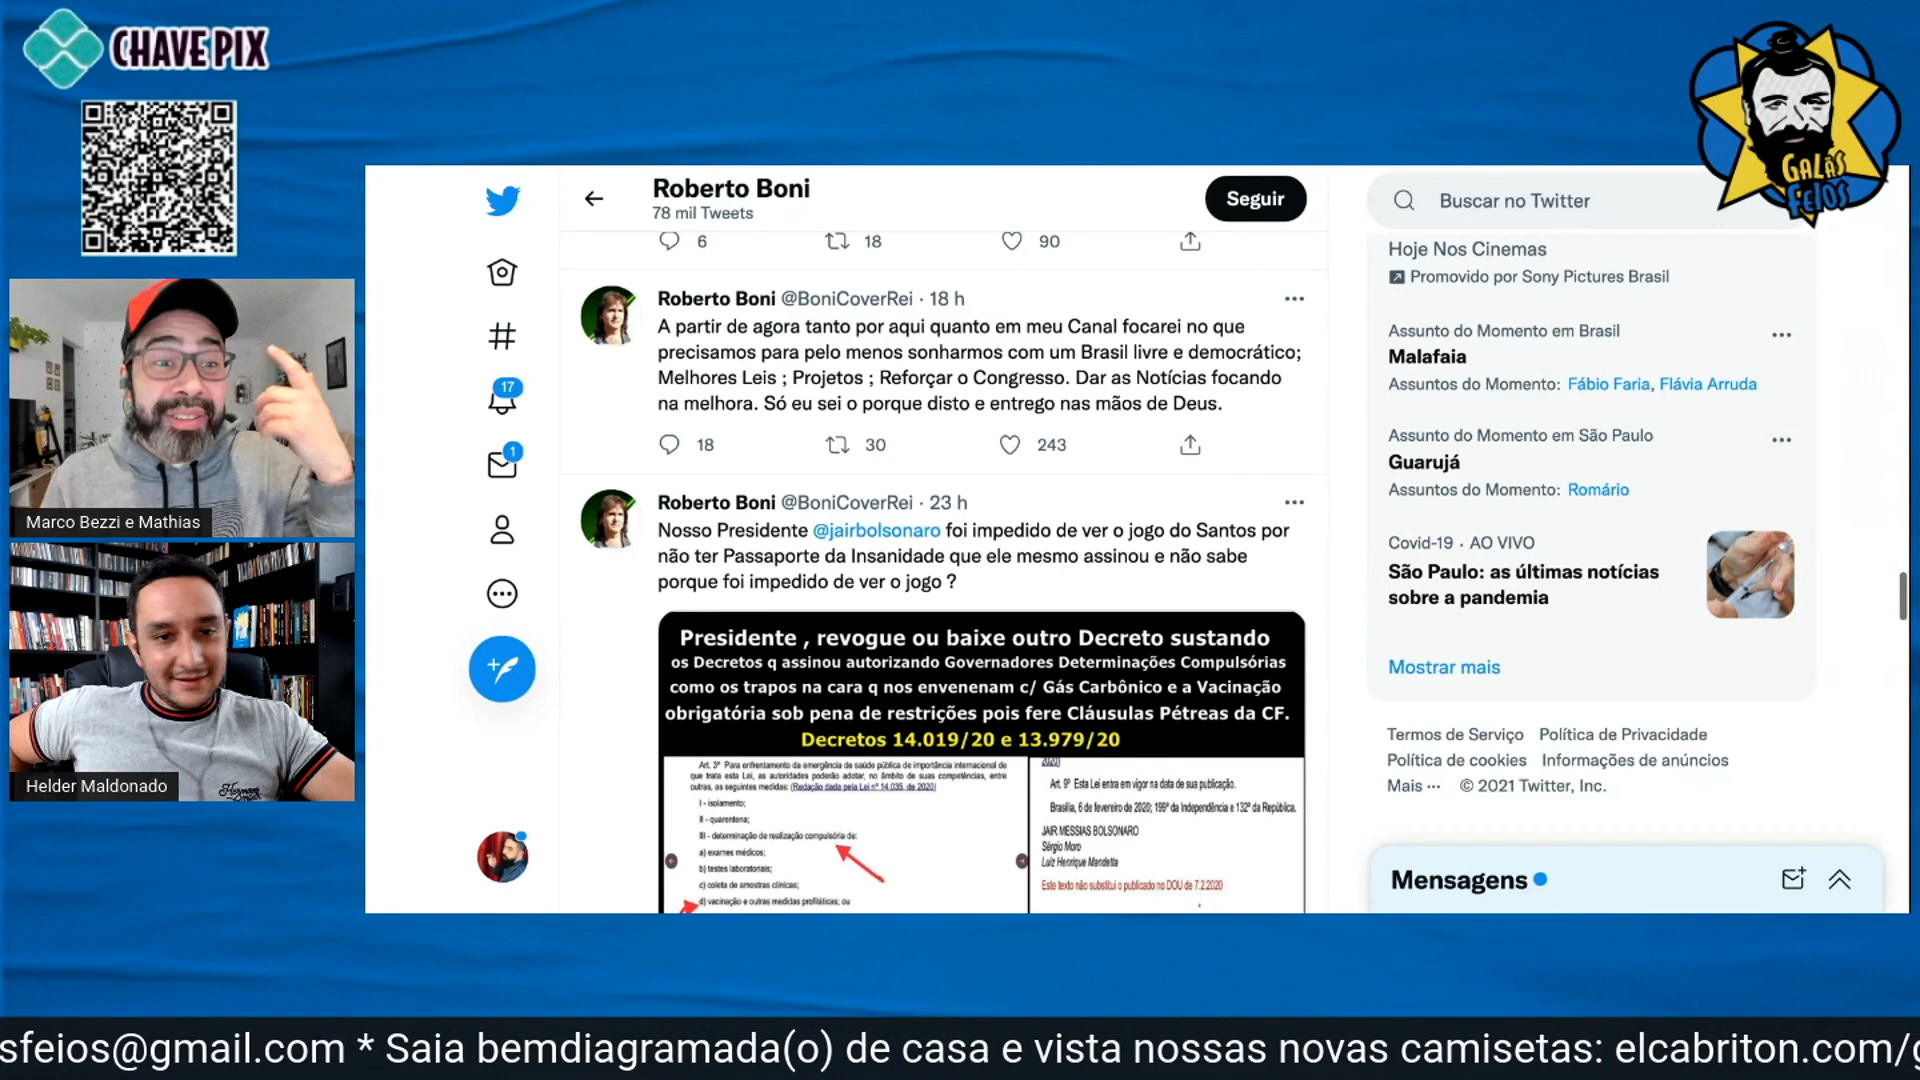 CHAVE PIX
GALÃS
FEIOS
Marco Bezzi e Mathias
Helder Maldonado
17
1
Roberto Boni
78 mil Tweets
Seguir
6 18 90
Roberto Boni @BoniCoverRei · 18 h
A partir de agora tanto por aqui quanto em meu Canal focarei no que
precisamos para pelo menos sonharmos com um Brasil livre e democrático;
Melhores Leis ; Projetos ; Reforçar o Congresso. Dar as Notícias focando
na melhora. Só eu sei o porque disto e entrego nas mãos de Deus.
18 30 243
Roberto Boni @BoniCoverRei · 23 h
Nosso Presidente @jairbolsonaro foi impedido de ver o jogo do Santos por
não ter Passaporte da Insanidade que ele mesmo assinou e não sabe
porque foi impedido de ver o jogo ?
Presidente , revogue ou baixe outro Decreto sustando
os Decretos q assinou autorizando Governadores Determinações Compulsórias
como os trapos na cara q nos envenenam c/ Gás Carbônico e a Vacinação
obrigatória sob pena de restrições pois fere Cláusulas Pétreas da CF.
Decretos 14.019/20 e 13.979/20
Art. 3º Para enfrentamento da emergência de saúde pública de importância internacional de
que trata esta Lei, as autoridades poderão adotar, no âmbito de suas competências, entre
outras, as seguintes medidas: (Redação dada pela Lei nº 14.035, de 2020)
I - isolamento;
II - quarentena;
III - determinação de realização compulsória de:
a) exames médicos;
b) testes laboratoriais;
c) coleta de amostras clínicas;
d) vacinação e outras medidas profiláticas; ou
2020)
Art. 9º Esta Lei entra em vigor na data de sua publicação.
Brasília, 6 de fevereiro de 2020; 199º da Independência e 132º da República.
JAIR MESSIAS BOLSONARO
Sérgio Moro
Luiz Henrique Mandetta
Este texto não substitui o publicado no DOU de 7.2.2020
Buscar no Twitter
Hoje Nos Cinemas
Promovido por Sony Pictures Brasil
Assunto do Momento em Brasil
Malafaia
Assuntos do Momento: Fábio Faria, Flávia Arruda
Assunto do Momento em São Paulo
Guarujá
Assuntos do Momento: Romário
Covid-19 · AO VIVO
São Paulo: as últimas notícias
sobre a pandemia
Mostrar mais
Termos de Serviço Política de Privacidade
Política de cookies Informações de anúncios
Mais ··· © 2021 Twitter, Inc.
Mensagens
sfeios@gmail.com * Saia bemdiagramada(o) de casa e vista nossas novas camisetas: elcabriton.com/g